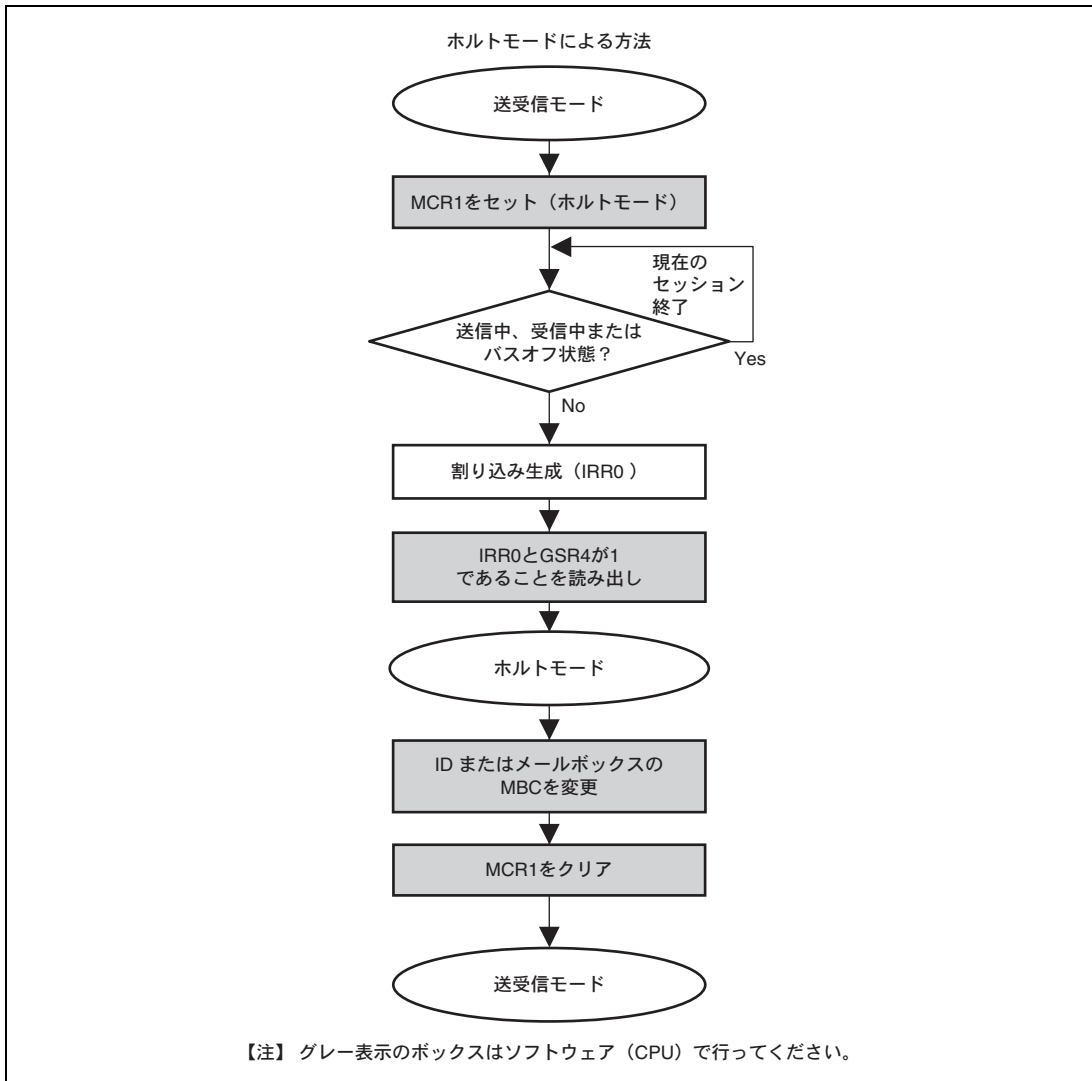 ホルトモードによる方法
送受信モード
MCR1をセット（ホルトモード）
現在の
セッション
終了
送信中、受信中または
バスオフ状態？
Yes
No
割り込み生成（IRR0 ）
IRR0とGSR4が1
であることを読み出し
ホルトモード
ID またはメールボックスの
MBCを変更
MCR1をクリア
送受信モード
【注】 グレー表示のボックスはソフトウェア（CPU）で行ってください。